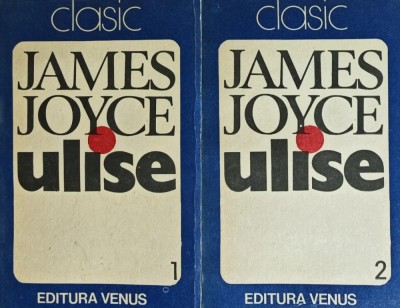 clasic
JAMES
JOYCE
ulise
1
EDITURA VENUS
clasic
JAMES
JOYCE
ulise
2
EDITURA VENUS